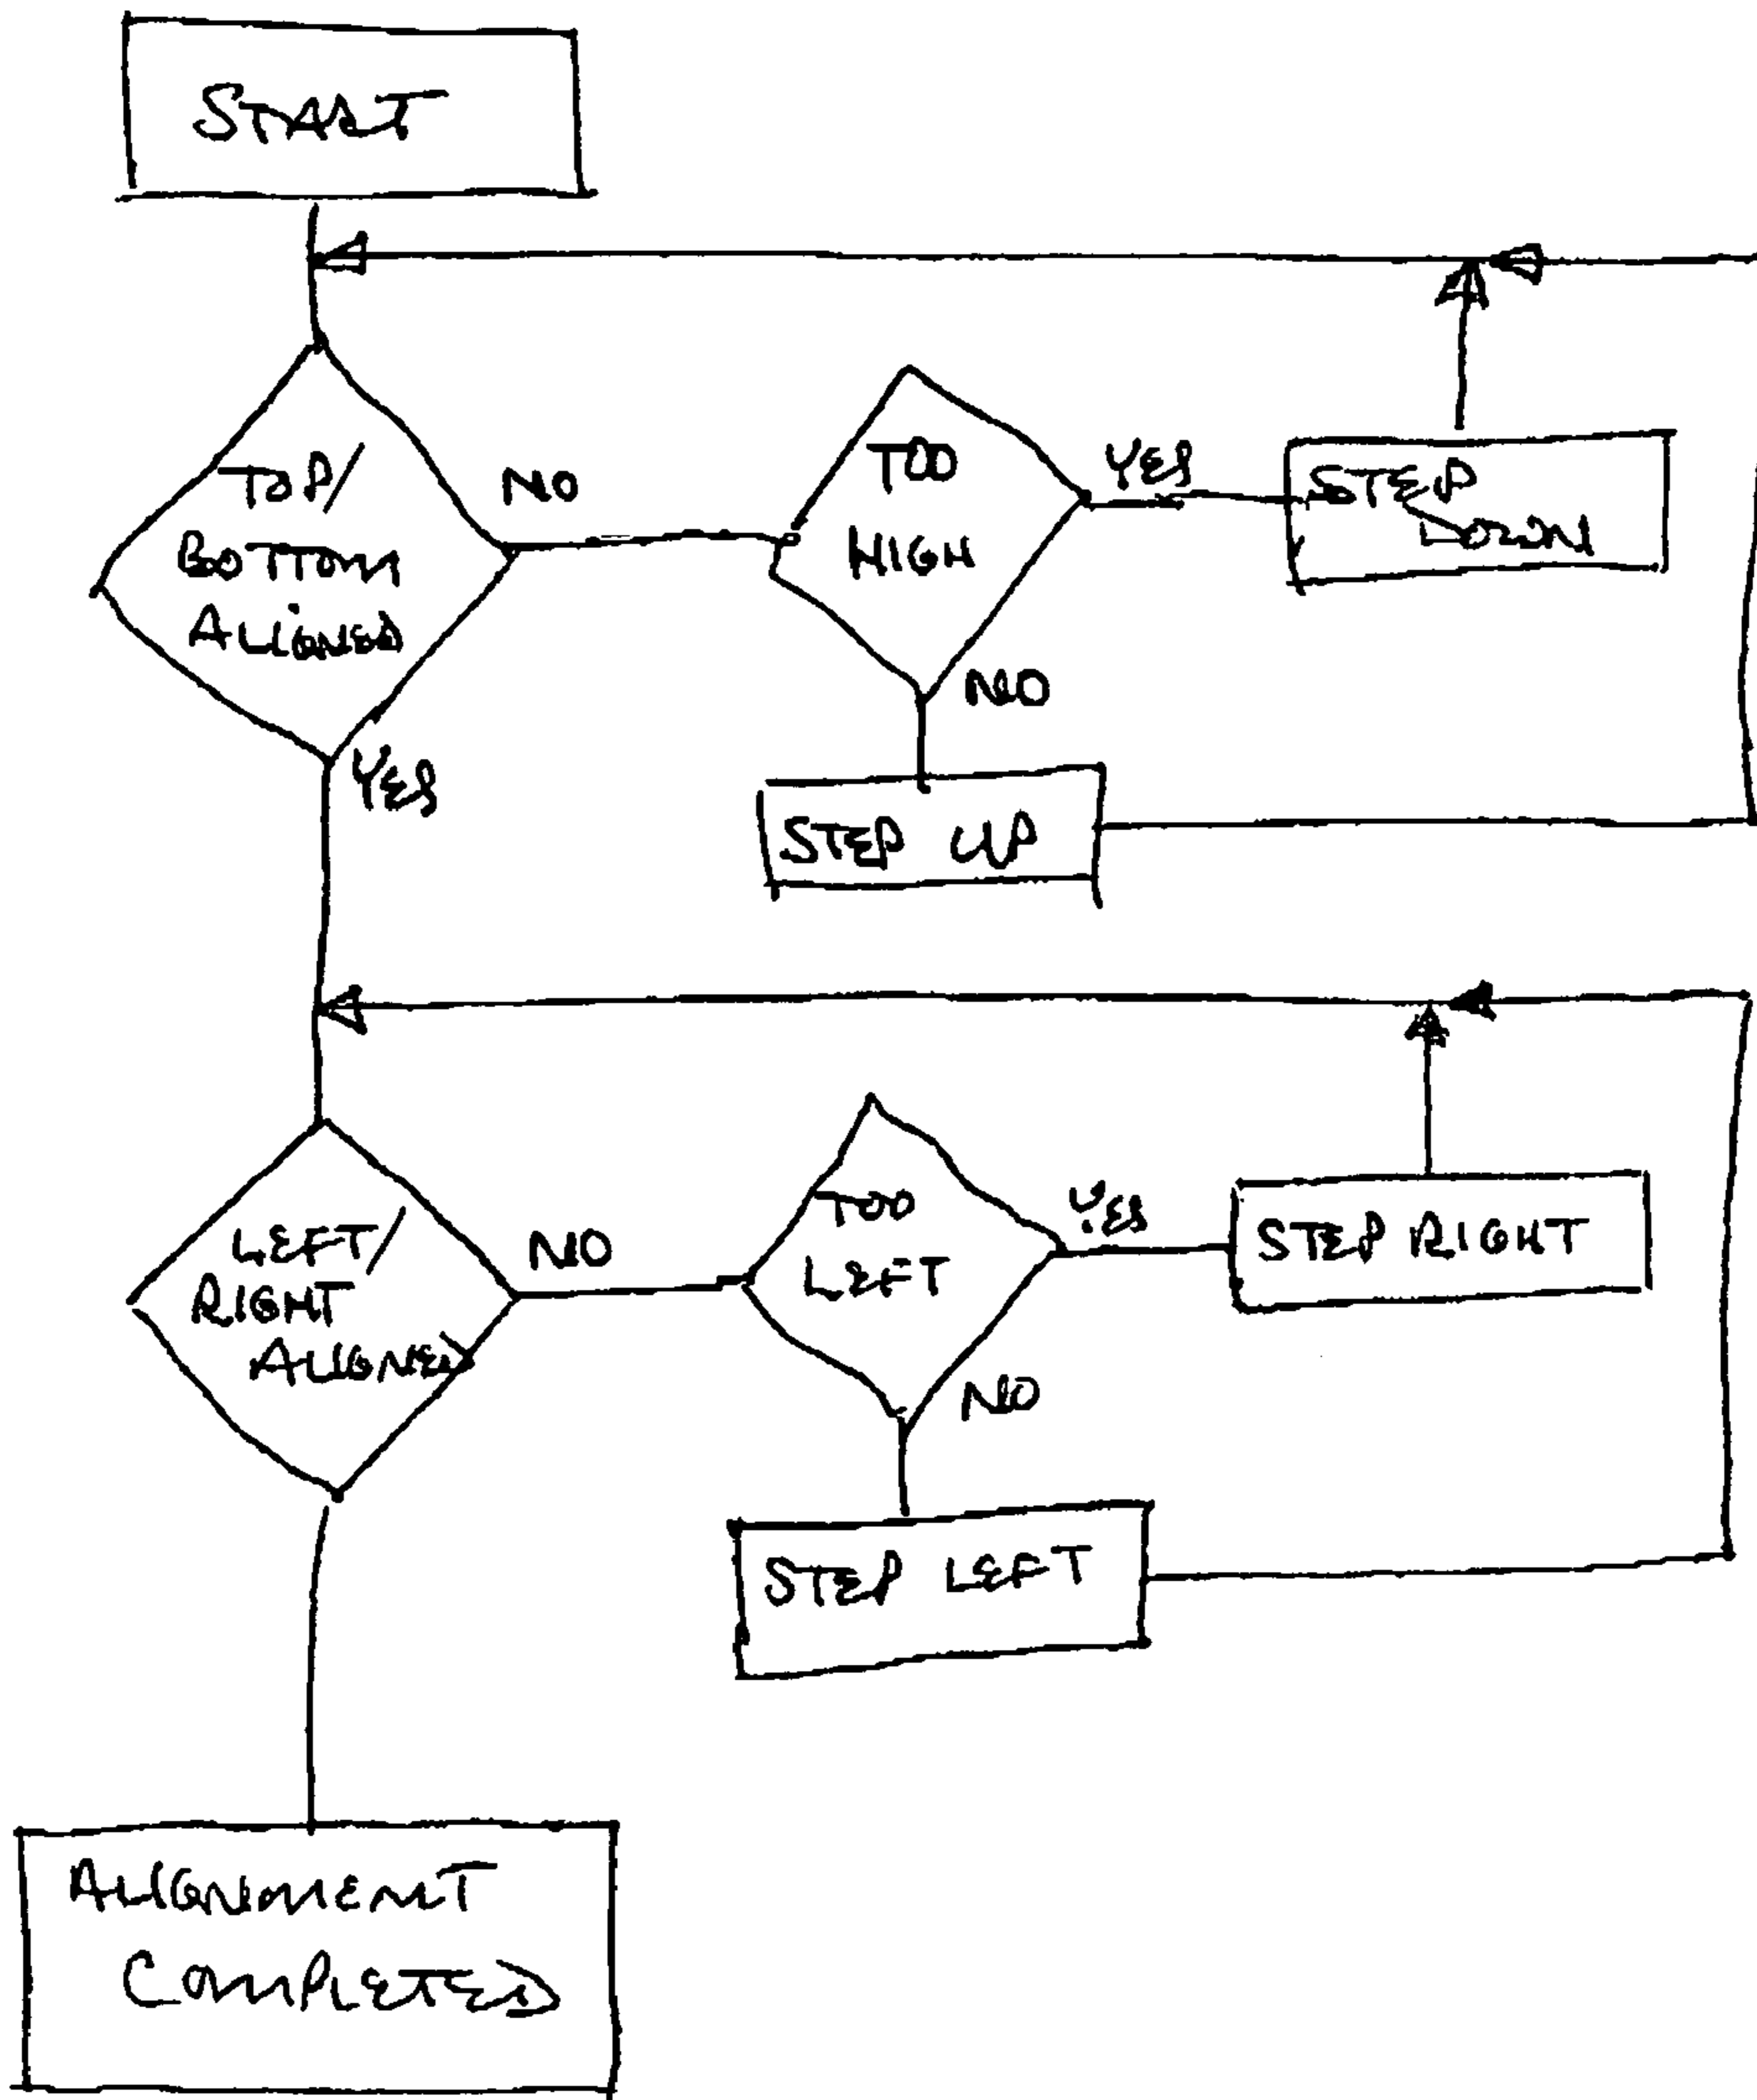 START
TOP/
BOTTOM
ALIGNED
NO
YES
TOO
HIGH
YES
NO
STEP
DOWN
STEP UP
LEFT/
RIGHT
ALIGNED
NO
TOO
LEFT
YES
NO
STEP RIGHT
STEP LEFT
ALIGNMENT
COMPLETED